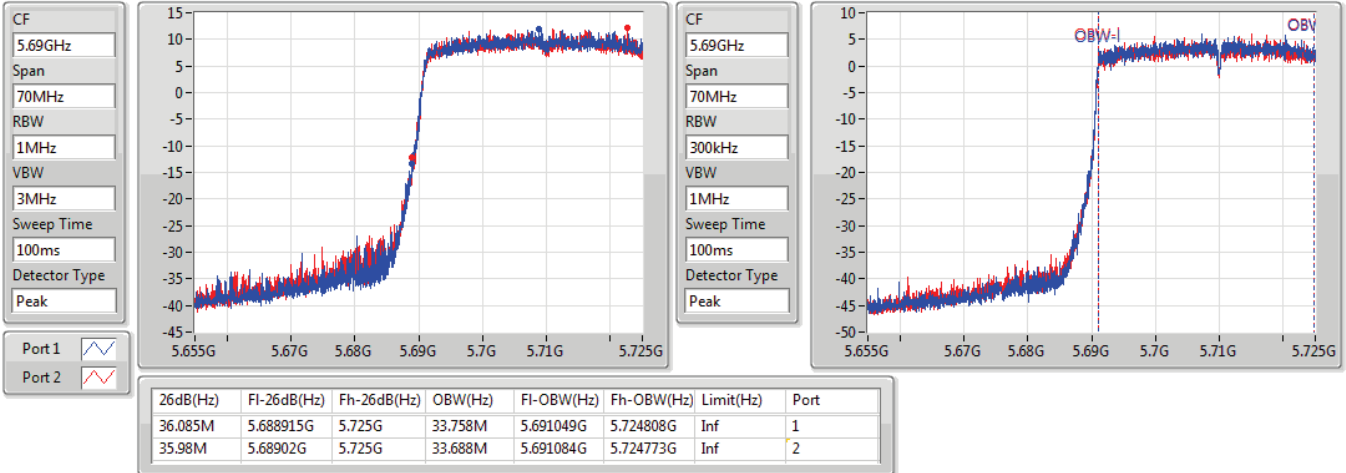 CF
5.69GHz
Span
70MHz
RBW
1MHz
VBW
3MHz
Sweep Time
100ms
Detector Type
Peak
Port 1
Port 2
15
10
5
0
-5
-10
-15
-20
-25
-30
-35
-40
-45
5.655G 5.67G 5.68G 5.69G 5.7G 5.71G 5.725G
CF
5.69GHz
Span
70MHz
RBW
300kHz
VBW
1MHz
Sweep Time
100ms
Detector Type
Peak
10
5
0
-5
-10
-15
-20
-25
-30
-35
-40
-45
-50
OBW-l
OBV
5.655G 5.67G 5.68G 5.69G 5.7G 5.71G 5.725G
26dB(Hz) Fl-26dB(Hz) Fh-26dB(Hz) OBW(Hz) Fl-OBW(Hz) Fh-OBW(Hz) Limit(Hz) Port
36.085M 5.688915G 5.725G 33.758M 5.691049G 5.724808G Inf 1
35.98M 5.68902G 5.725G 33.688M 5.691084G 5.724773G Inf 2